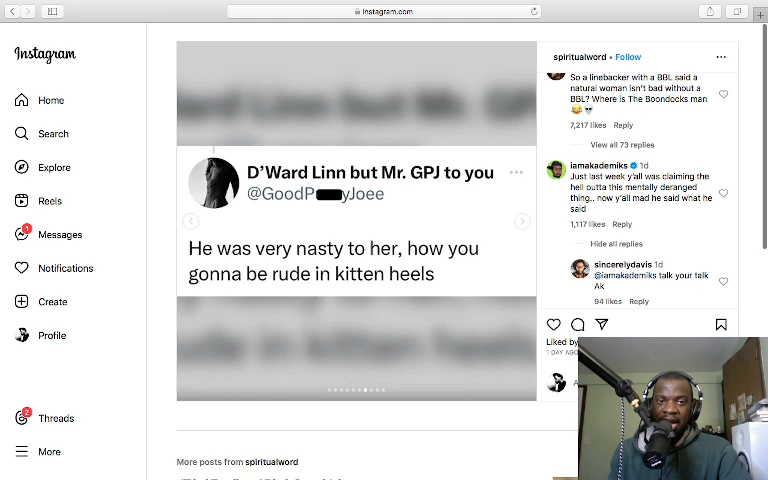 instagram.com
Instagram
Home
Search
Explore
Reels
1
Messages
Notifications
Create
Profile
2
Threads
More
D'Ward Linn but Mr. GPJ to you
@GoodP yJoee
He was very nasty to her, how you
gonna be rude in kitten heels
spiritualword • Follow
So a linebacker with a BBL said a
natural woman isn't bad without a
BBL? Where is The Boondocks man
7,217 likes Reply
View all 73 replies
iamakademiks 1d
Just last week y'all was claiming the
hell outta this mentally deranged
thing.. now y'all mad he said what he
said
1,117 likes Reply
Hide all replies
sincerelydavis 1d
@iamakademiks talk your talk
Ak
94 likes Reply
Liked by
1 DAY AGO
More posts from spiritualword